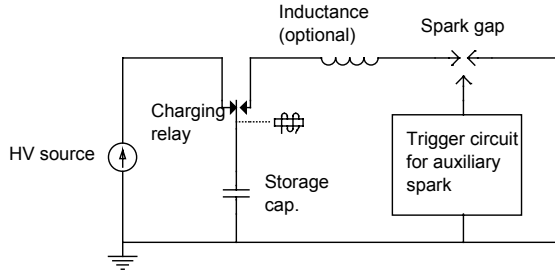 Inductance
(optional)
Spark gap
Charging
relay
HV source
Trigger circuit
for auxiliary
spark
Storage
cap.